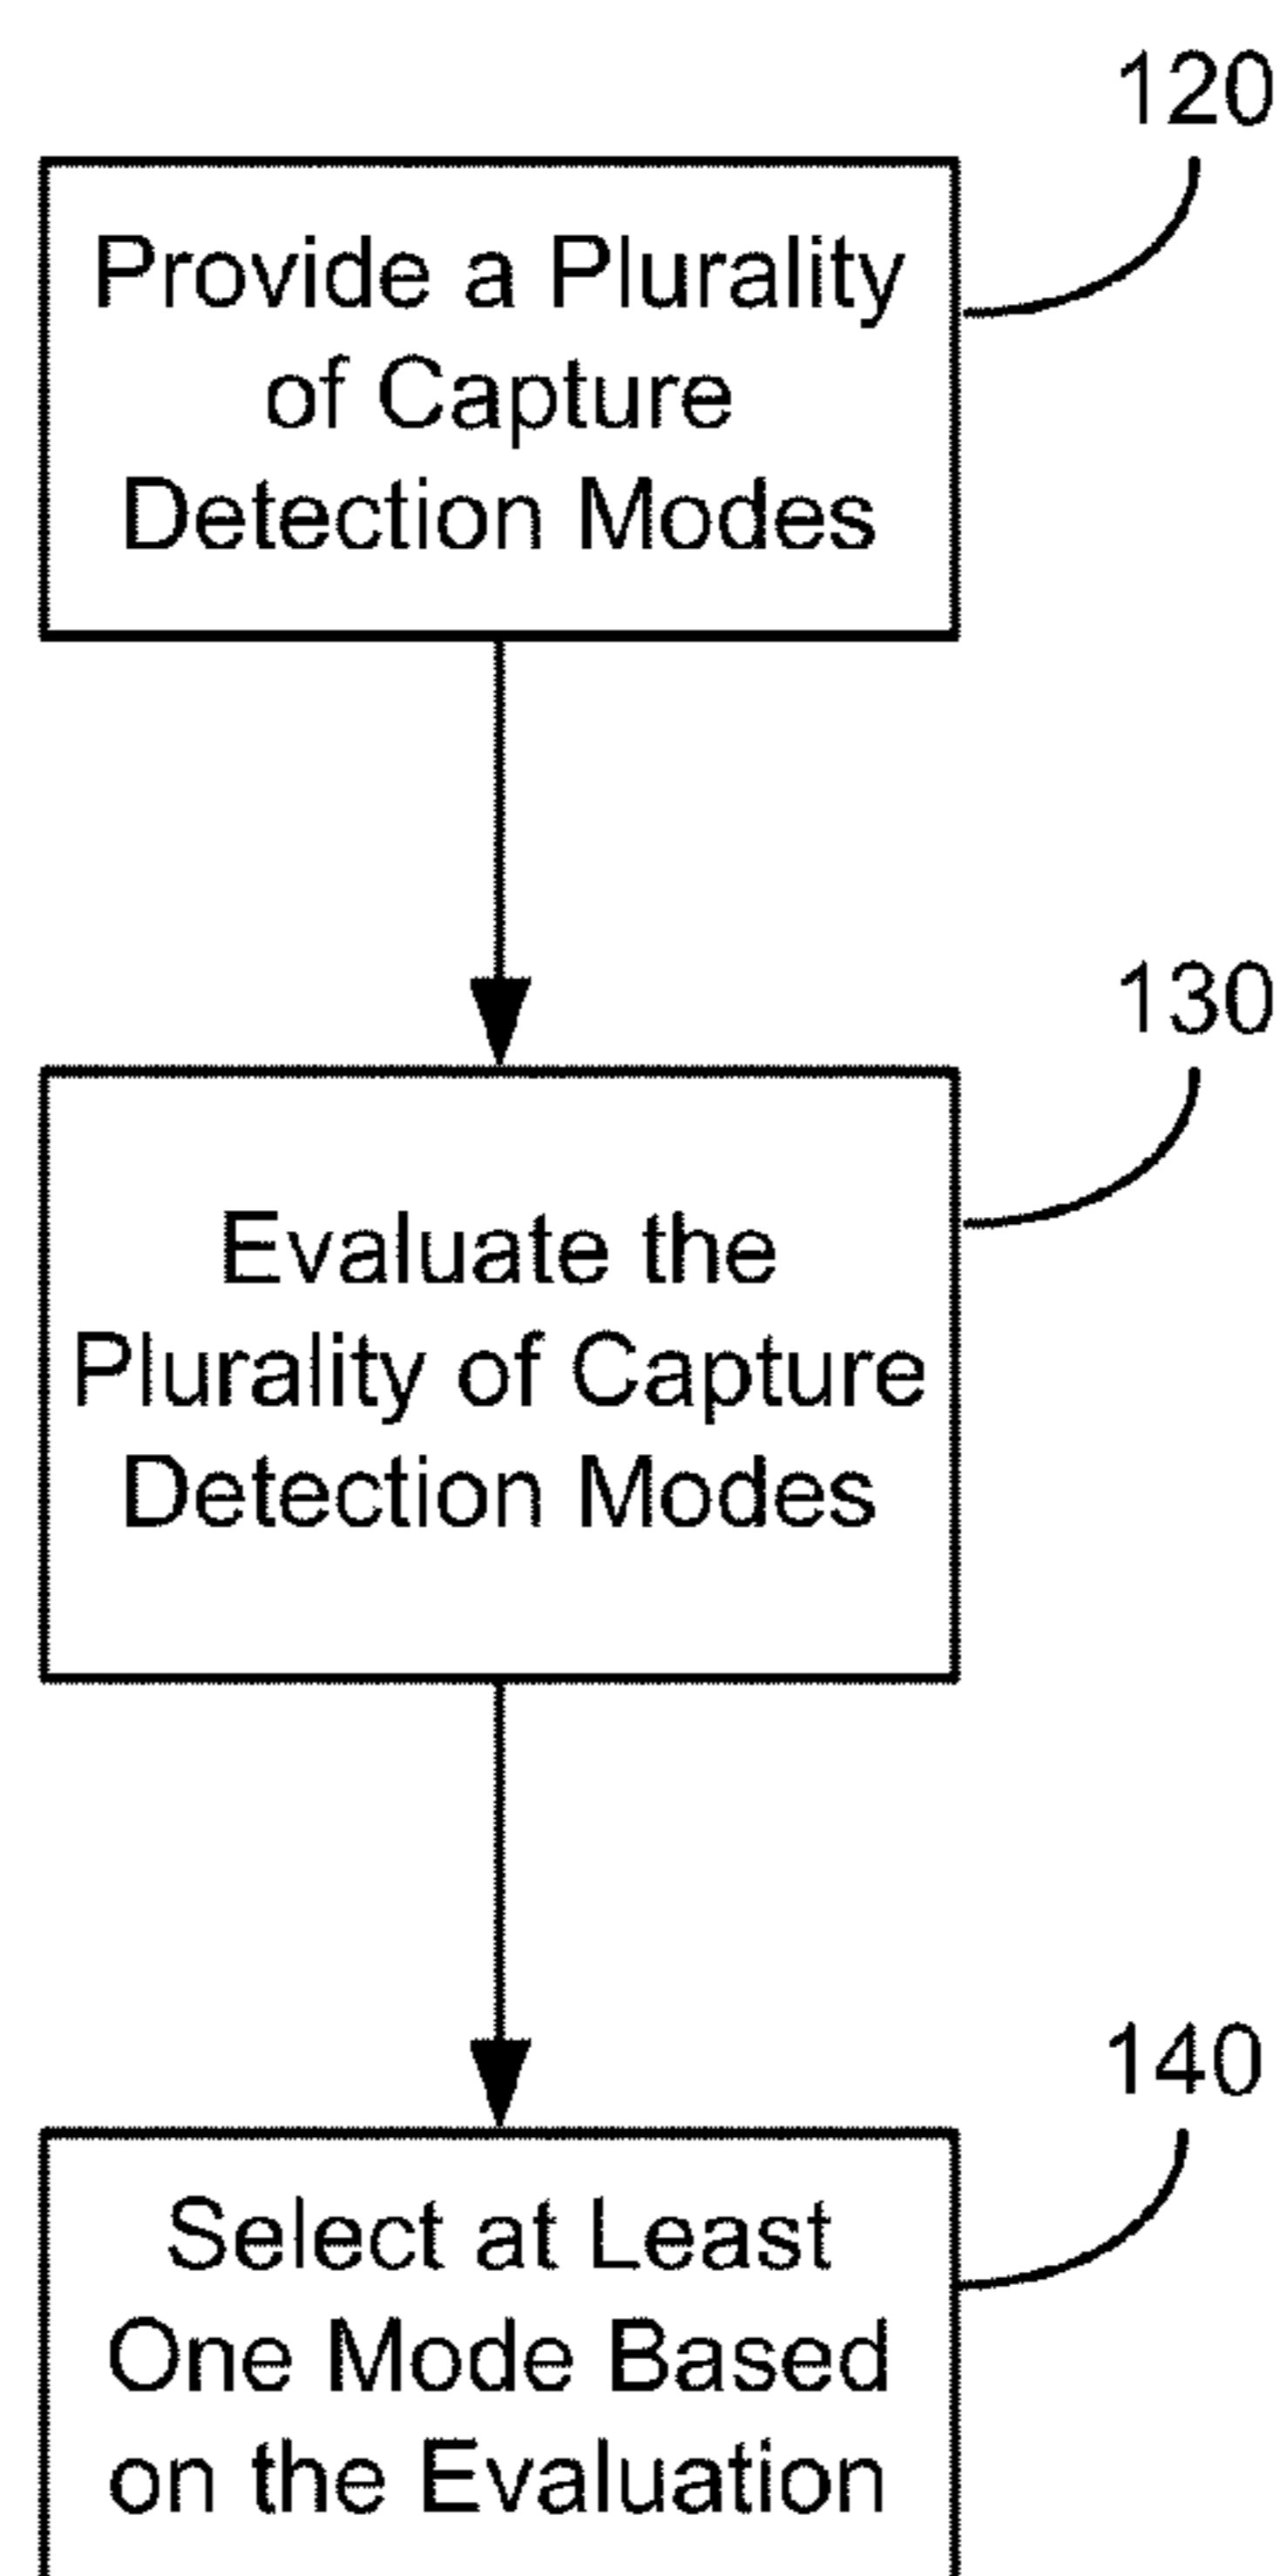 120
Provide a Plurality
of Capture
Detection Modes
130
Evaluate the
Plurality of Capture
Detection Modes
140
Select at Least
One Mode Based
on the Evaluation